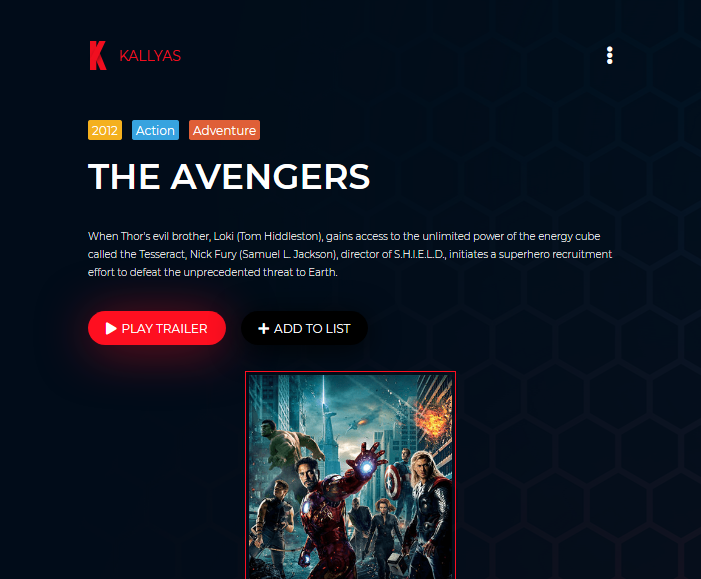 KALLYAS
2012 Action Adventure
THE AVENGERS
When Thor's evil brother, Loki (Tom Hiddleston), gains access to the unlimited power of the energy cube
called the Tesseract, Nick Fury (Samuel L. Jackson), director of S.H.I.E.L.D., initiates a superhero recruitment
effort to defeat the unprecedented threat to Earth.
PLAY TRAILER ADD TO LIST